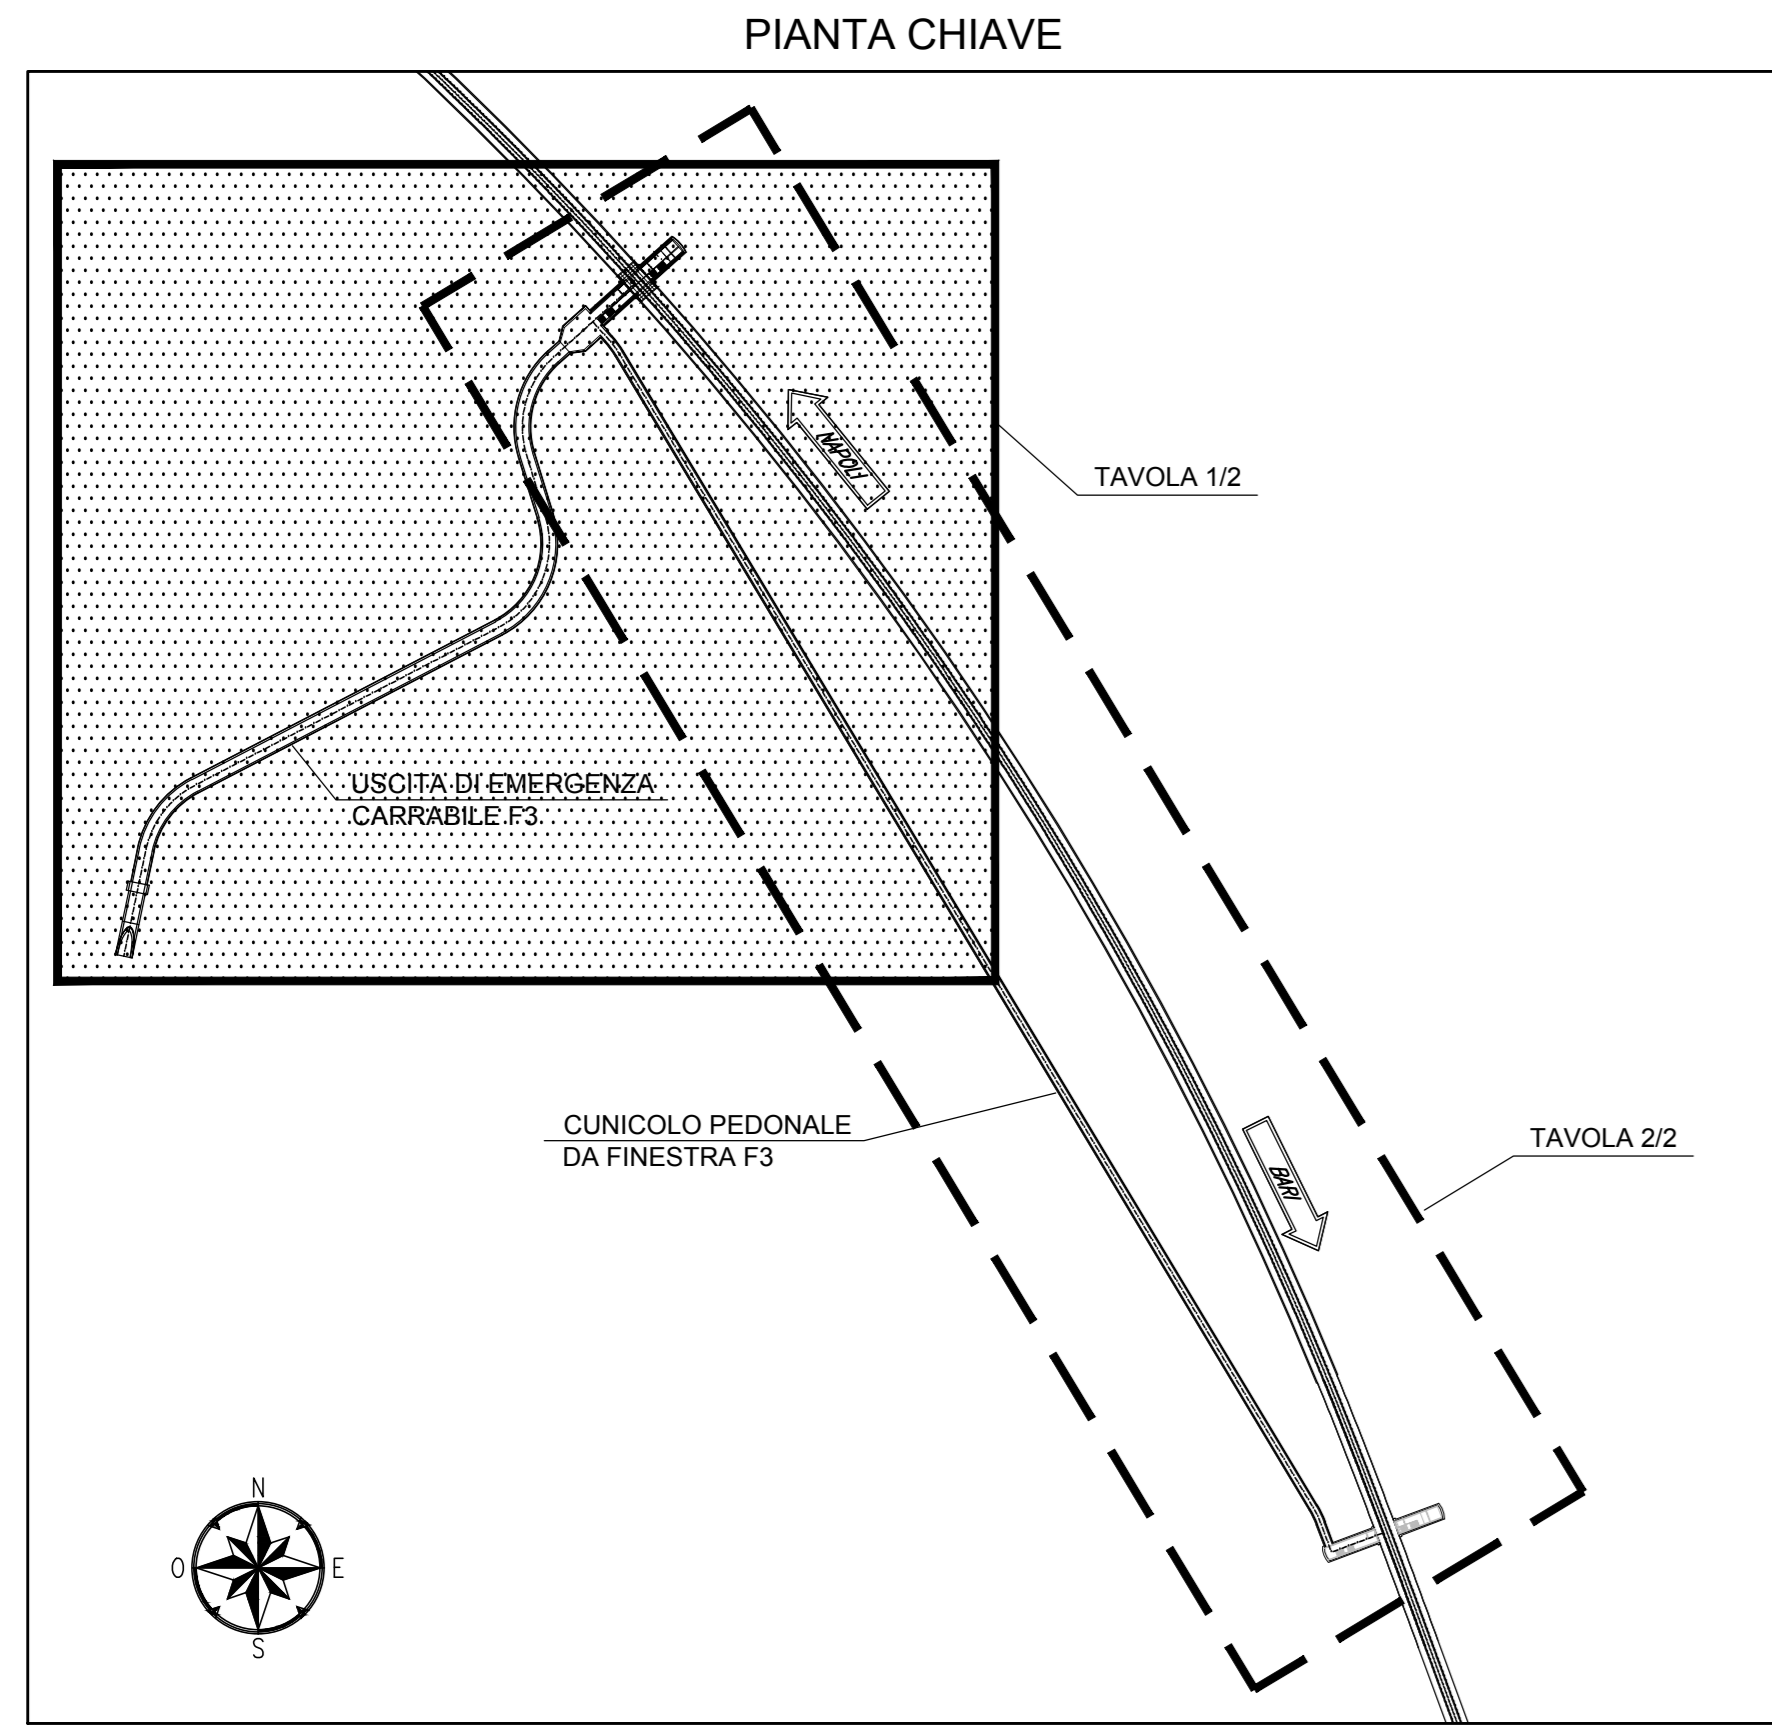 PIANTA CHIAVE
NAPOLI
TAVOLA 1/2
USCITA DI EMERGENZA
CARRABILE F3
CUNICOLO PEDONALE
DA FINESTRA F3
BARI
TAVOLA 2/2
N
O
E
S